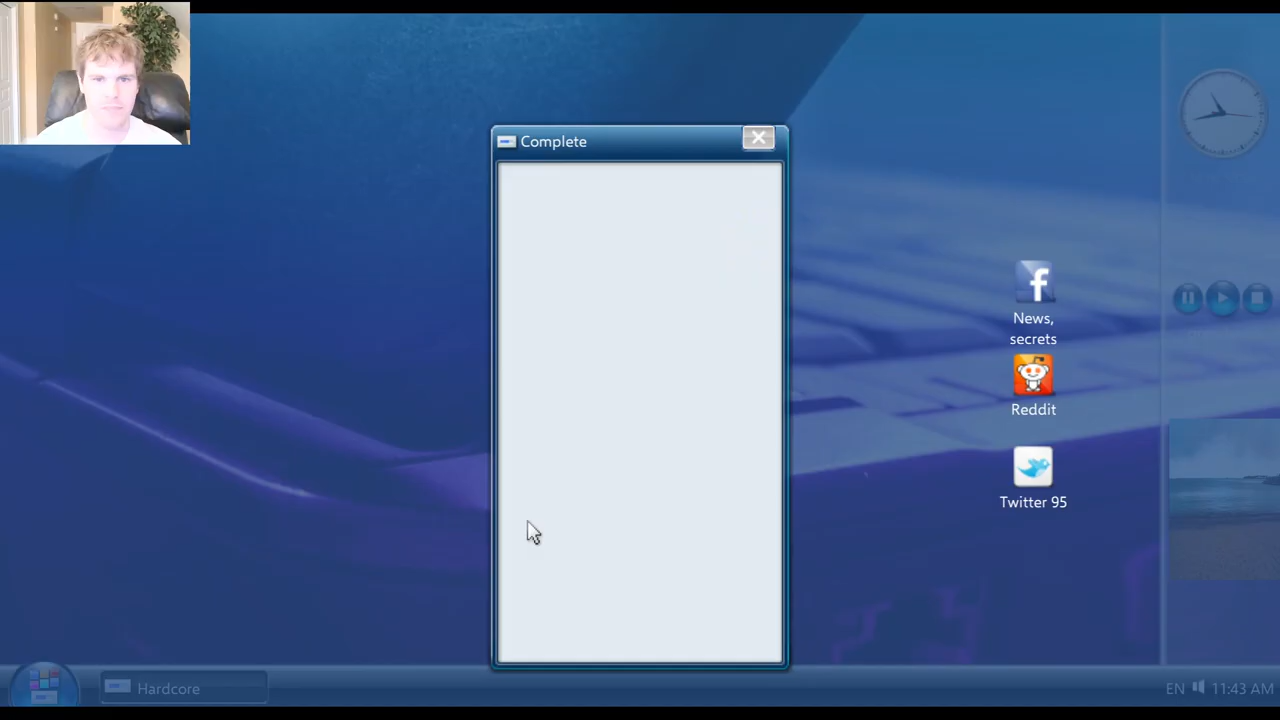 Complete
News,
secrets
Reddit
Twitter 95
Hardcore
EN 11:43 AM